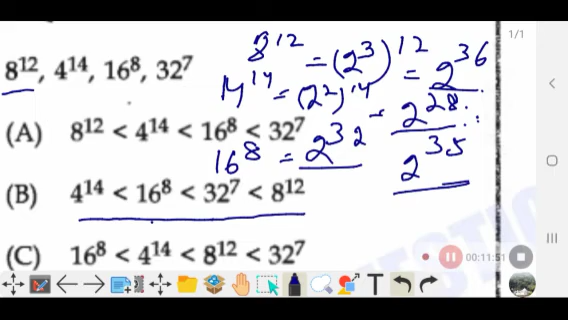 1/1
8¹², 4¹⁴, 16⁸, 32⁷
8¹² = (2³)¹² = 2³⁶
4¹⁴ = (2²)¹⁴ = 2²⁸
(A) 8¹² < 4¹⁴ < 16⁸ < 32⁷
16⁸ = 2³²
2³⁵
(B) 4¹⁴ < 16⁸ < 32⁷ < 8¹²
(C) 16⁸ < 4¹⁴ < 8¹² < 32⁷
00:11:51
T